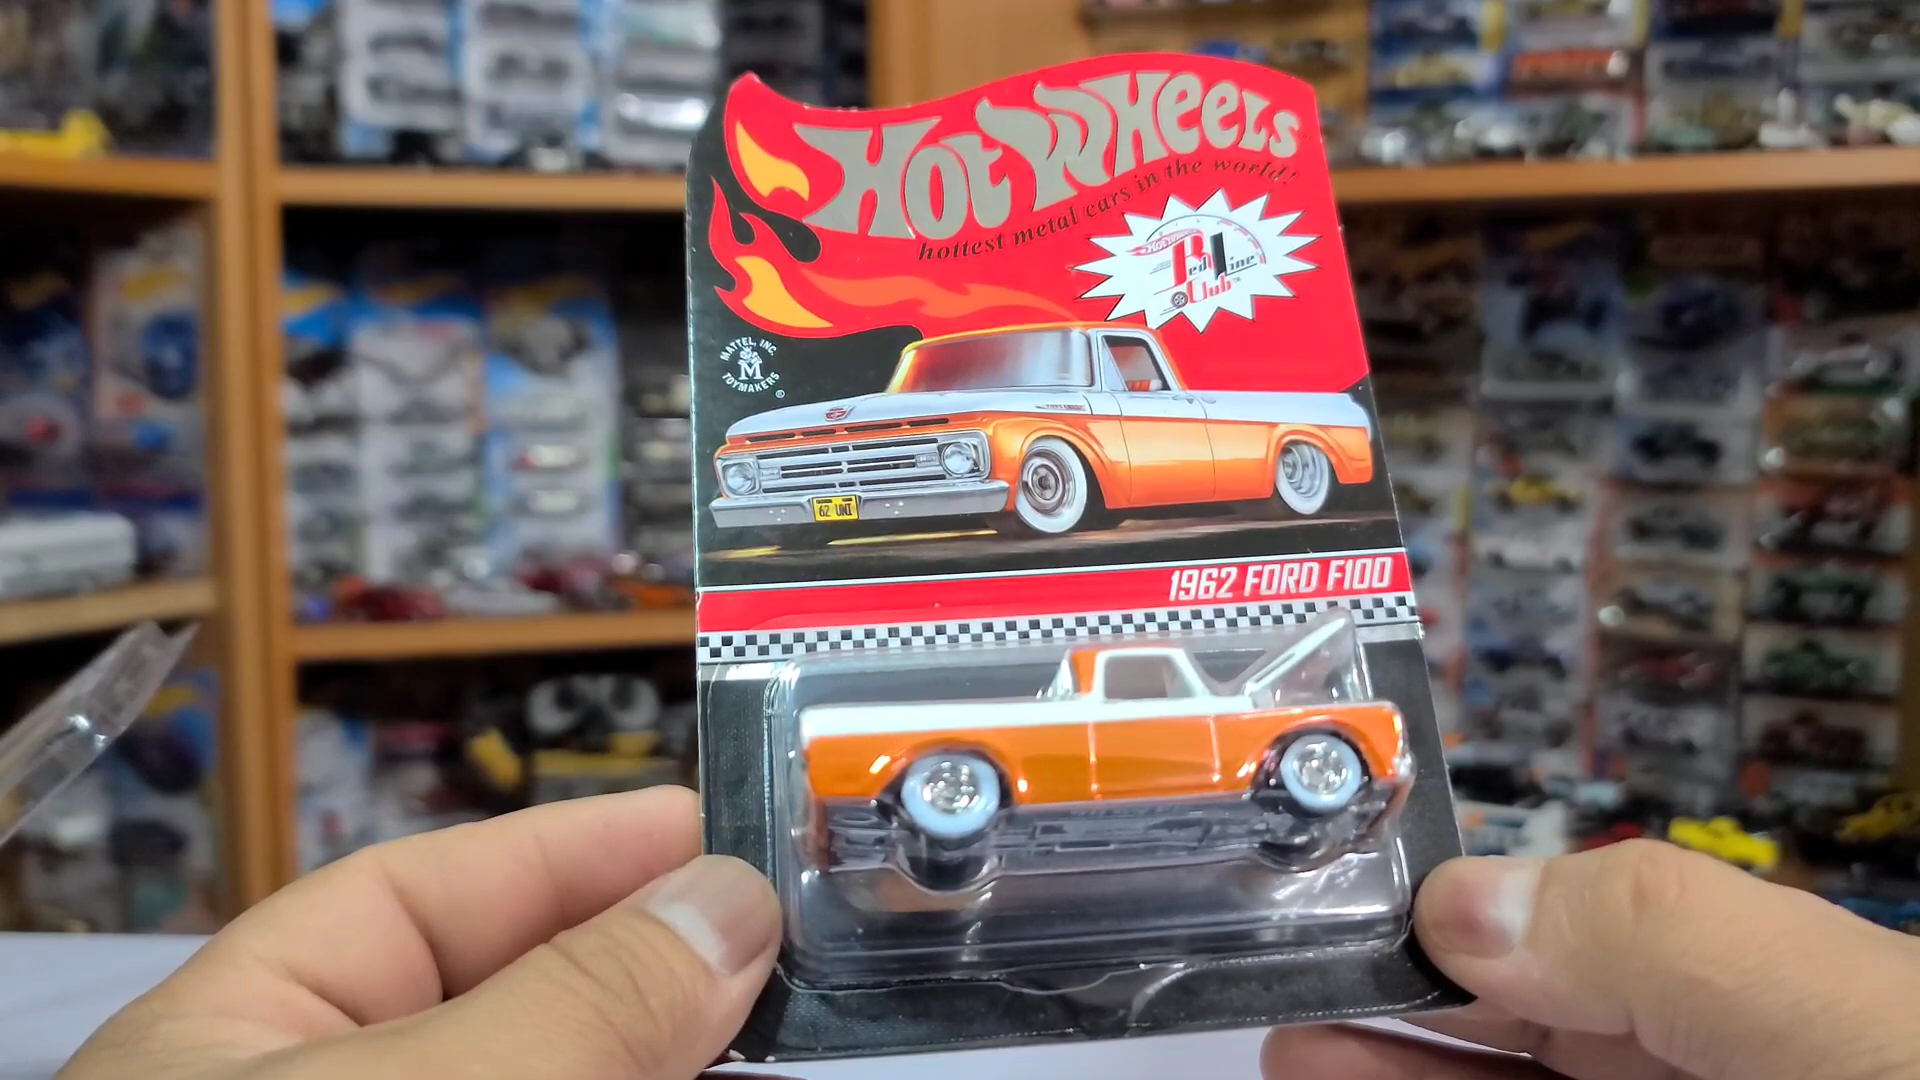 Hot Wheels
hottest metal cars in the world!
Hot Wheels
Red Line
Club™
MATTEL, INC.
M
TOYMAKERS
®
62 UNI
1962 FORD F100